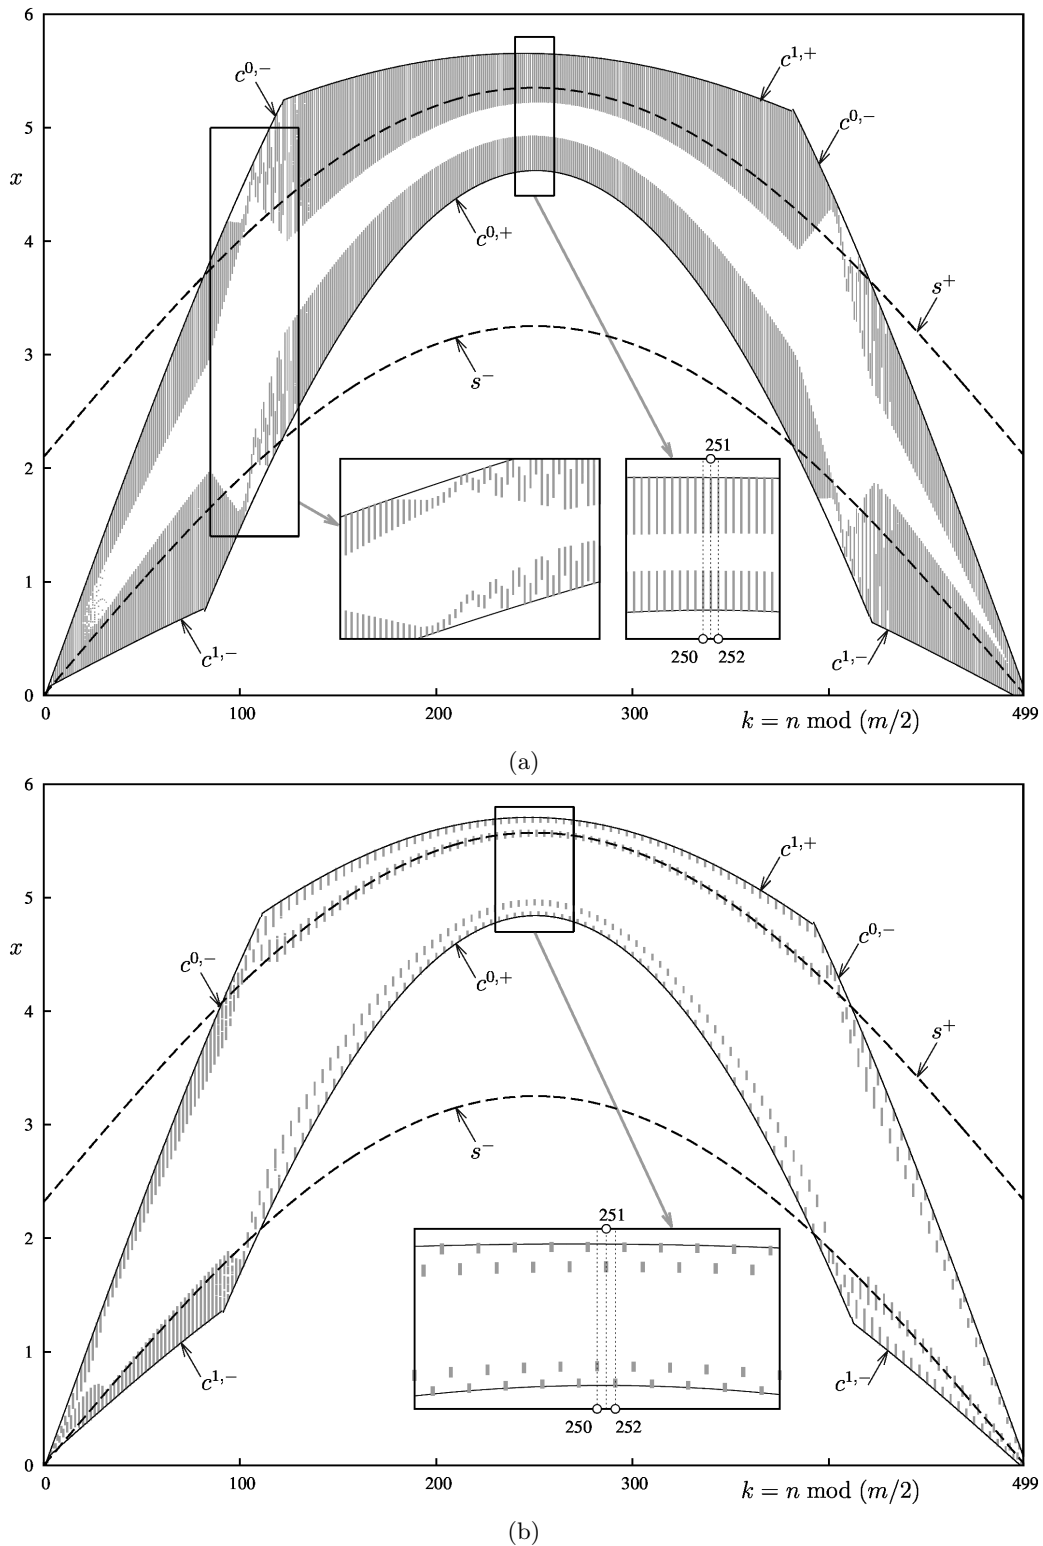 6
c^{0,-}
c^{1,+}
5
c^{0,-}
x
4
c^{0,+}
s^+
3
s^-
2
251
250
252
1
c^{1,-}
c^{1,-}
0
0
100
200
300
499
k = n mod (m/2)
(a)
6
c^{1,+}
5
x
c^{0,-}
c^{0,-}
c^{0,+}
4
s^+
3
s^-
2
251
1
c^{1,-}
c^{1,-}
250
252
0
0
100
200
300
499
k = n mod (m/2)
(b)